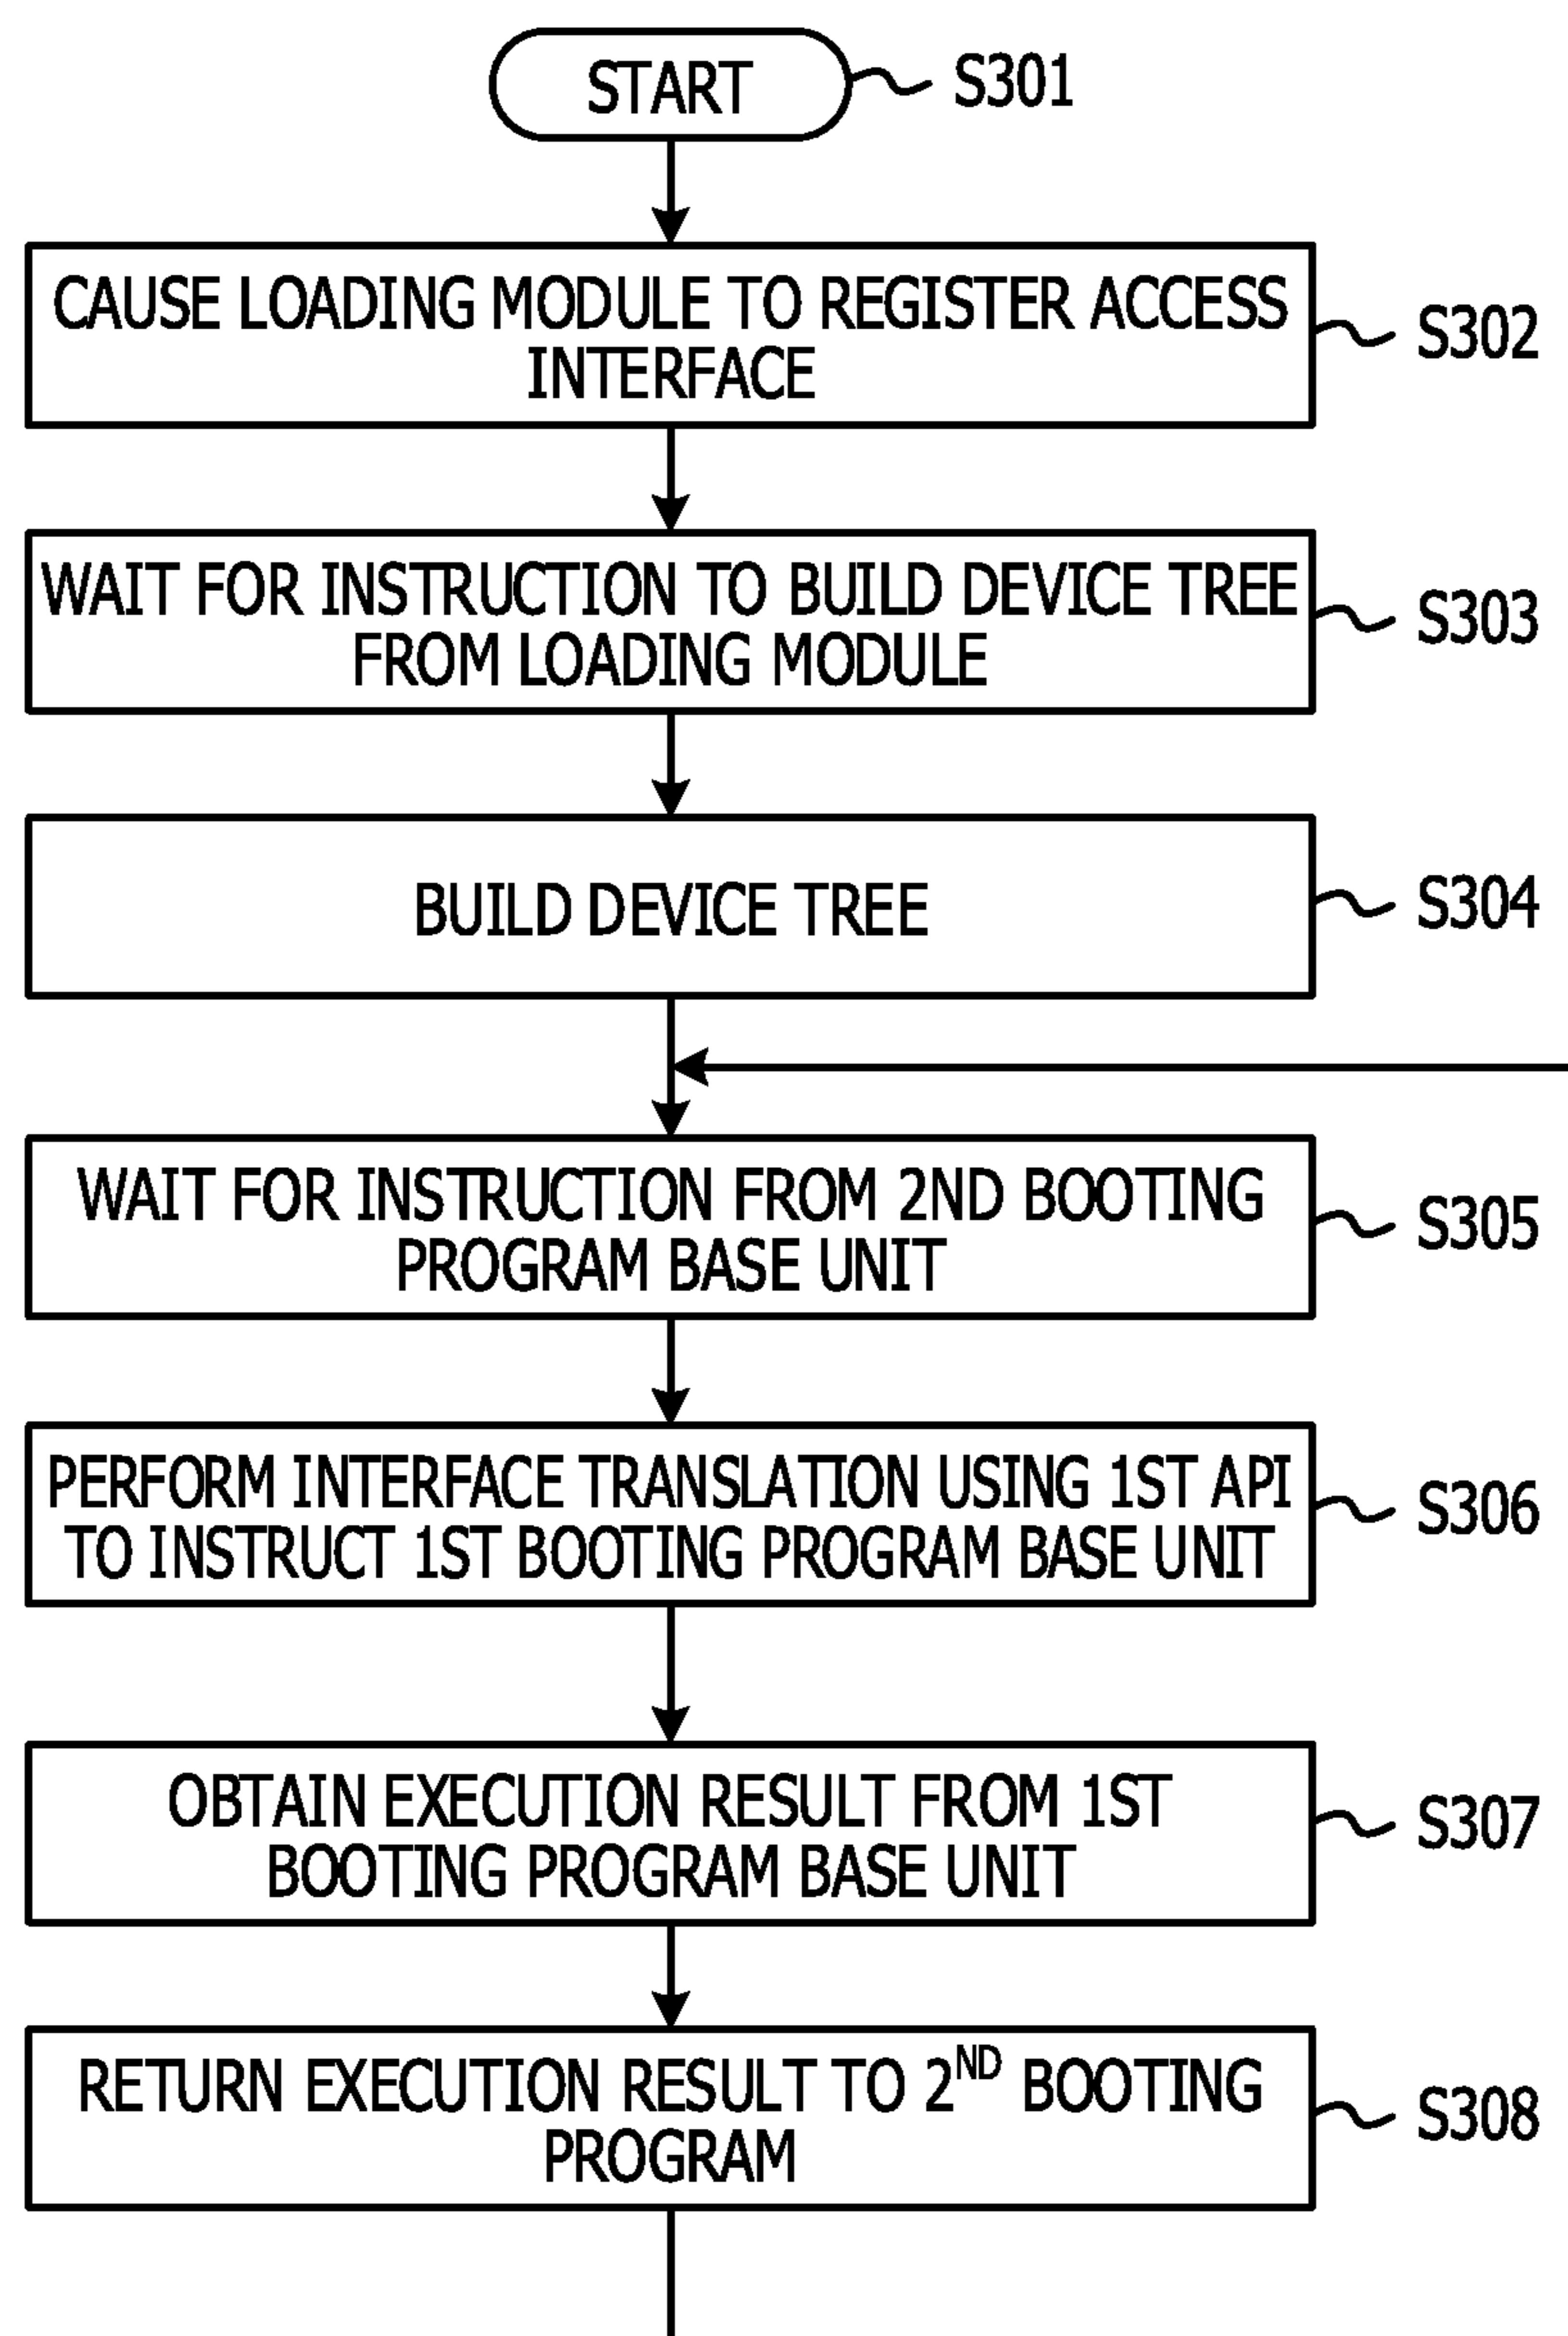 START
S301
CAUSE LOADING MODULE TO REGISTER ACCESS
INTERFACE
S302
WAIT FOR INSTRUCTION TO BUILD DEVICE TREE
FROM LOADING MODULE
S303
BUILD DEVICE TREE
S304
WAIT FOR INSTRUCTION FROM 2ND BOOTING
PROGRAM BASE UNIT
S305
PERFORM INTERFACE TRANSLATION USING 1ST API
TO INSTRUCT 1ST BOOTING PROGRAM BASE UNIT
S306
OBTAIN EXECUTION RESULT FROM 1ST
BOOTING PROGRAM BASE UNIT
S307
RETURN EXECUTION RESULT TO 2ND BOOTING
PROGRAM
S308